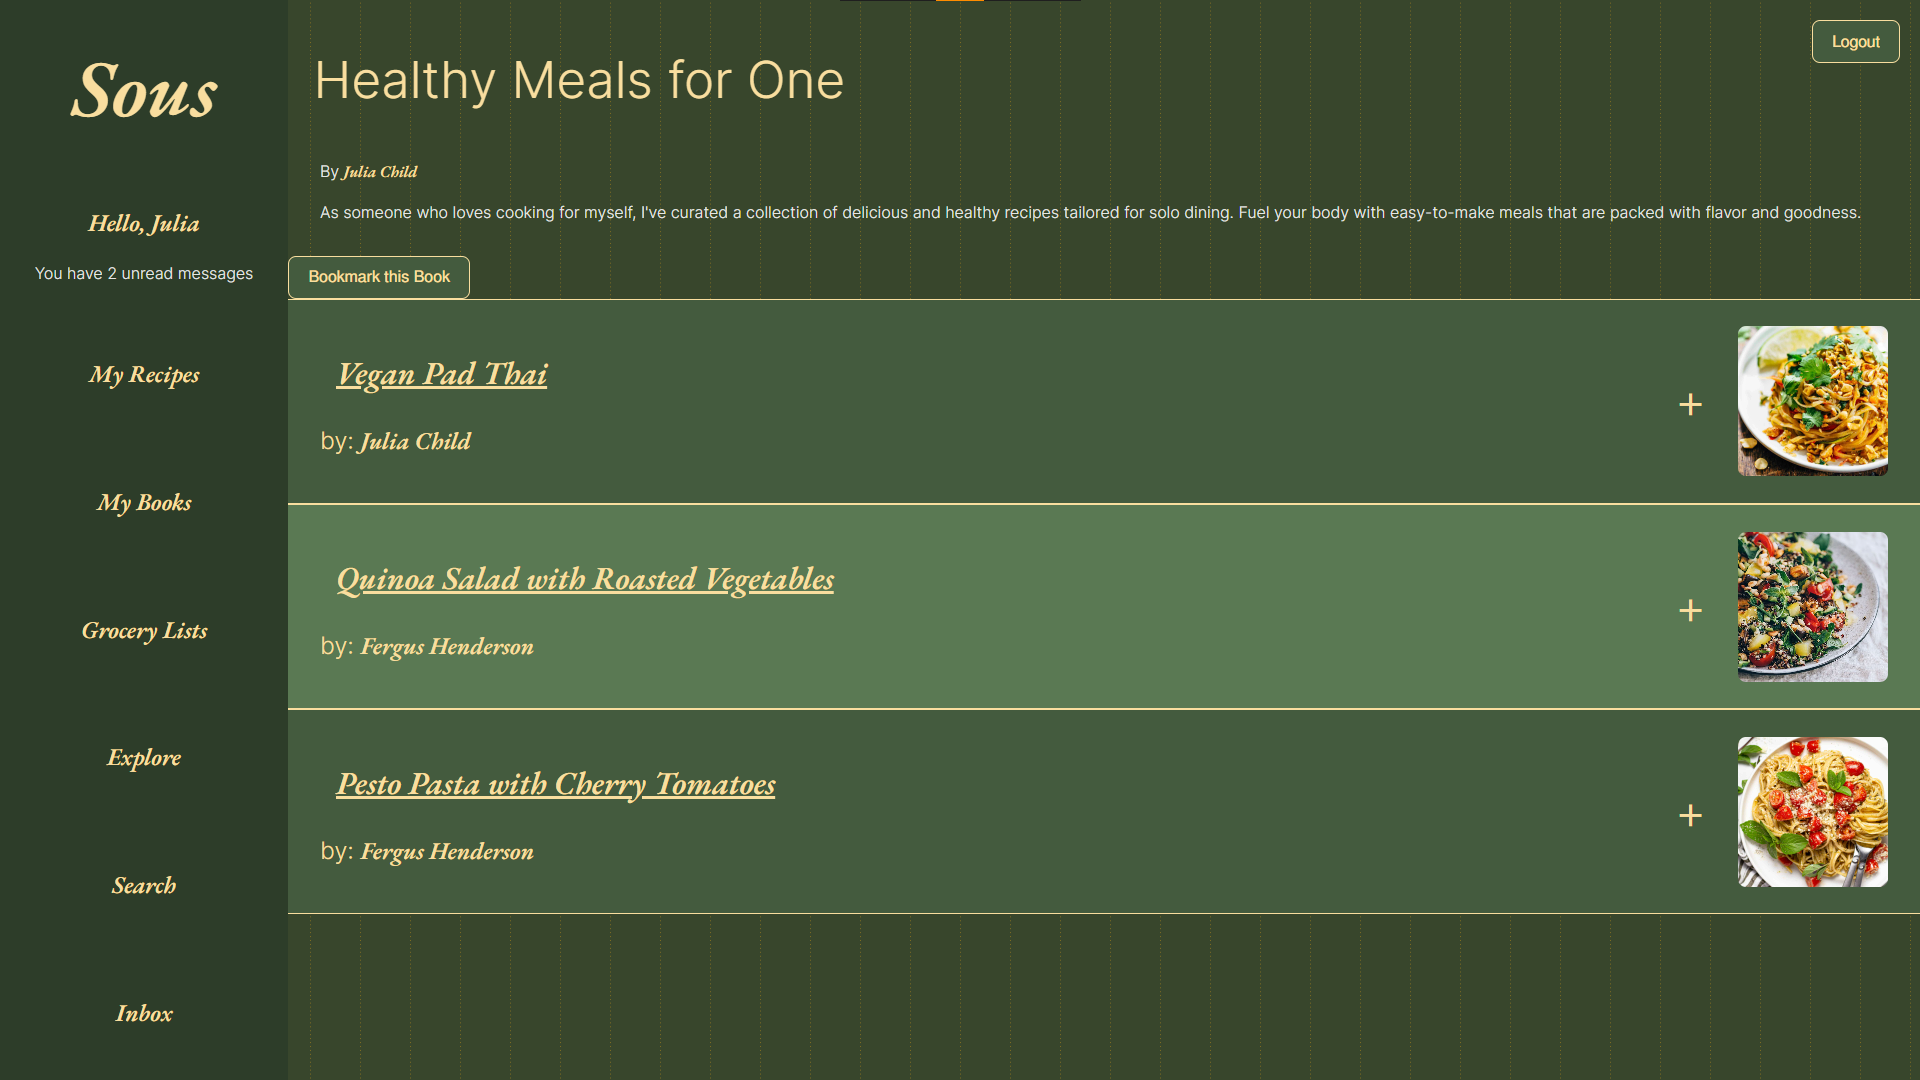 Sous
Hello, Julia
You have 2 unread messages
My Recipes
My Books
Grocery Lists
Explore
Search
Inbox
Logout
Healthy Meals for One
By Julia Child
As someone who loves cooking for myself, I've curated a collection of delicious and healthy recipes tailored for solo dining. Fuel your body with easy-to-make meals that are packed with flavor and goodness.
Bookmark this Book
Vegan Pad Thai
by: Julia Child
+
Quinoa Salad with Roasted Vegetables
by: Fergus Henderson
+
Pesto Pasta with Cherry Tomatoes
by: Fergus Henderson
+